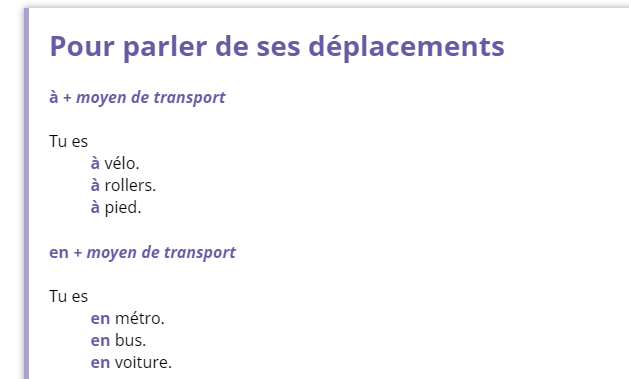 Pour parler de ses déplacements
à + moyen de transport
Tu es
à vélo.
à rollers.
à pied.
en + moyen de transport
Tu es
en métro.
en bus.
en voiture.